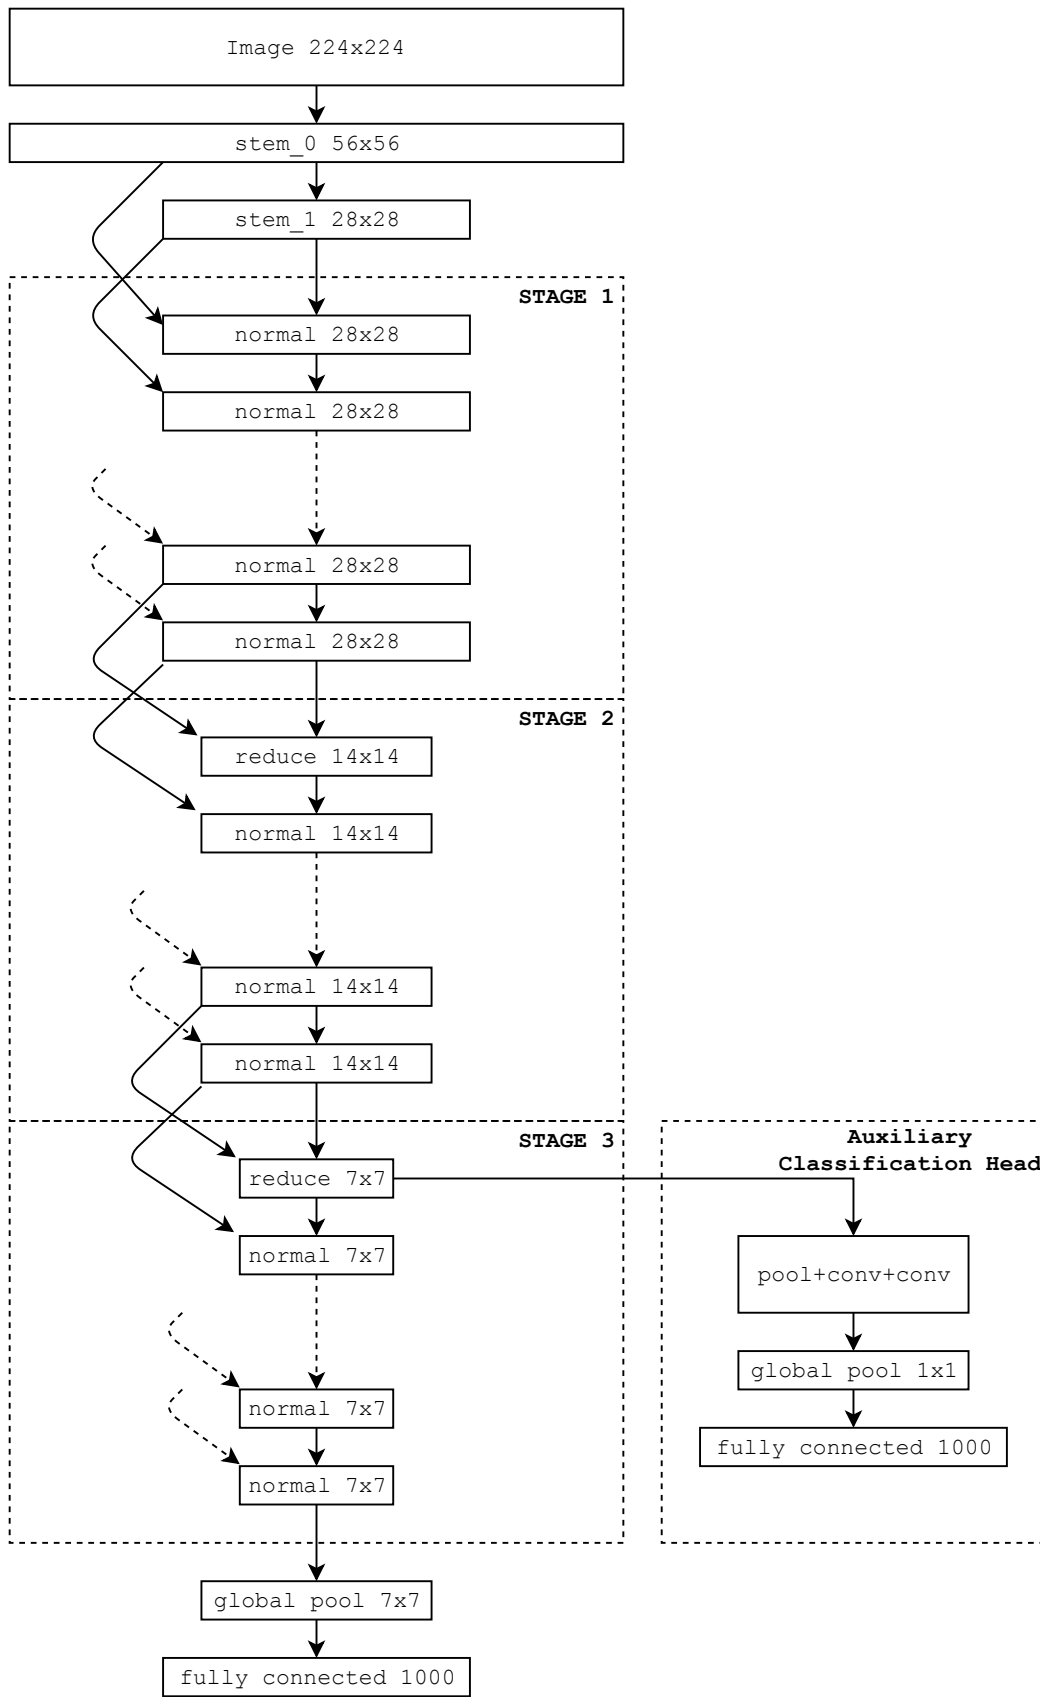 Image 224x224
stem_0 56x56
stem_1 28x28
STAGE 1
normal 28x28
normal 28x28
normal 28x28
normal 28x28
STAGE 2
reduce 14x14
normal 14x14
normal 14x14
normal 14x14
STAGE 3
reduce 7x7
normal 7x7
normal 7x7
normal 7x7
global pool 7x7
fully connected 1000
Auxiliary
Classification Head
pool+conv+conv
global pool 1x1
fully connected 1000